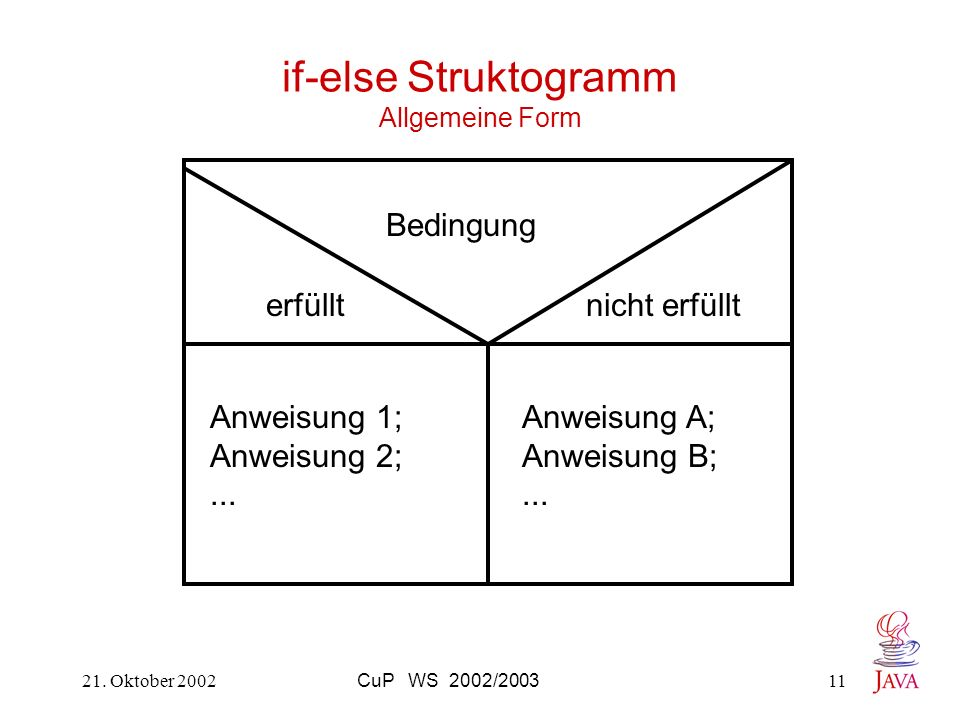 if-else Struktogramm
Allgemeine Form
Bedingung
erfüllt
nicht erfüllt
Anweisung 1;
Anweisung 2;
...
Anweisung A;
Anweisung B;
...
21. Oktober 2002
CuP WS 2002/2003
11
JAVA